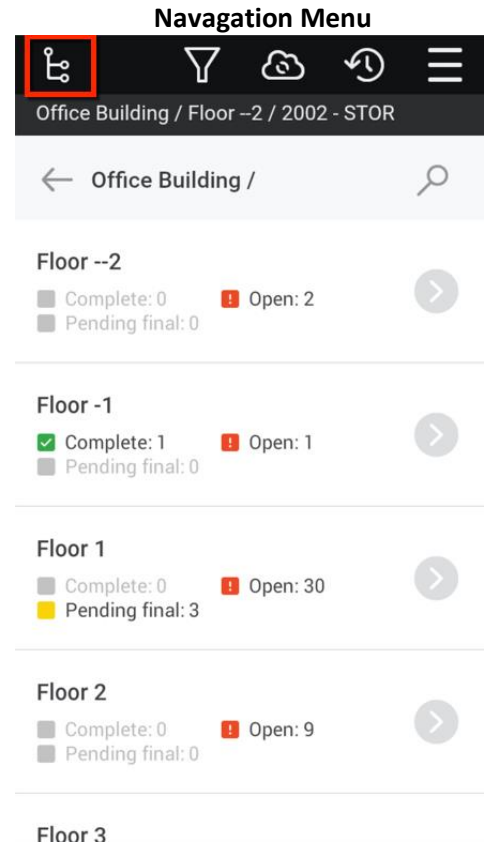 Navagation Menu
Office Building / Floor --2 / 2002 - STOR
Office Building /
Floor --2
Complete: 0 Open: 2
Pending final: 0
Floor -1
Complete: 1 Open: 1
Pending final: 0
Floor 1
Complete: 0 Open: 30
Pending final: 3
Floor 2
Complete: 0 Open: 9
Pending final: 0
Floor 3